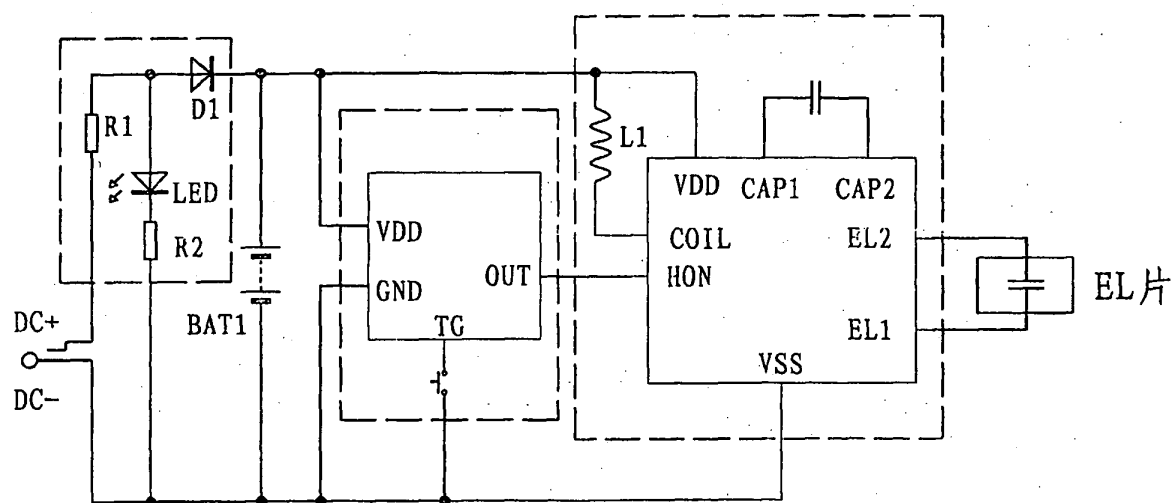 D1
R1
L1
LED
R2
VDD
CAP1
CAP2
VDD
COIL
EL2
OUT
HON
GND
EL片
BAT1
TG
EL1
DC+
VSS
DC-